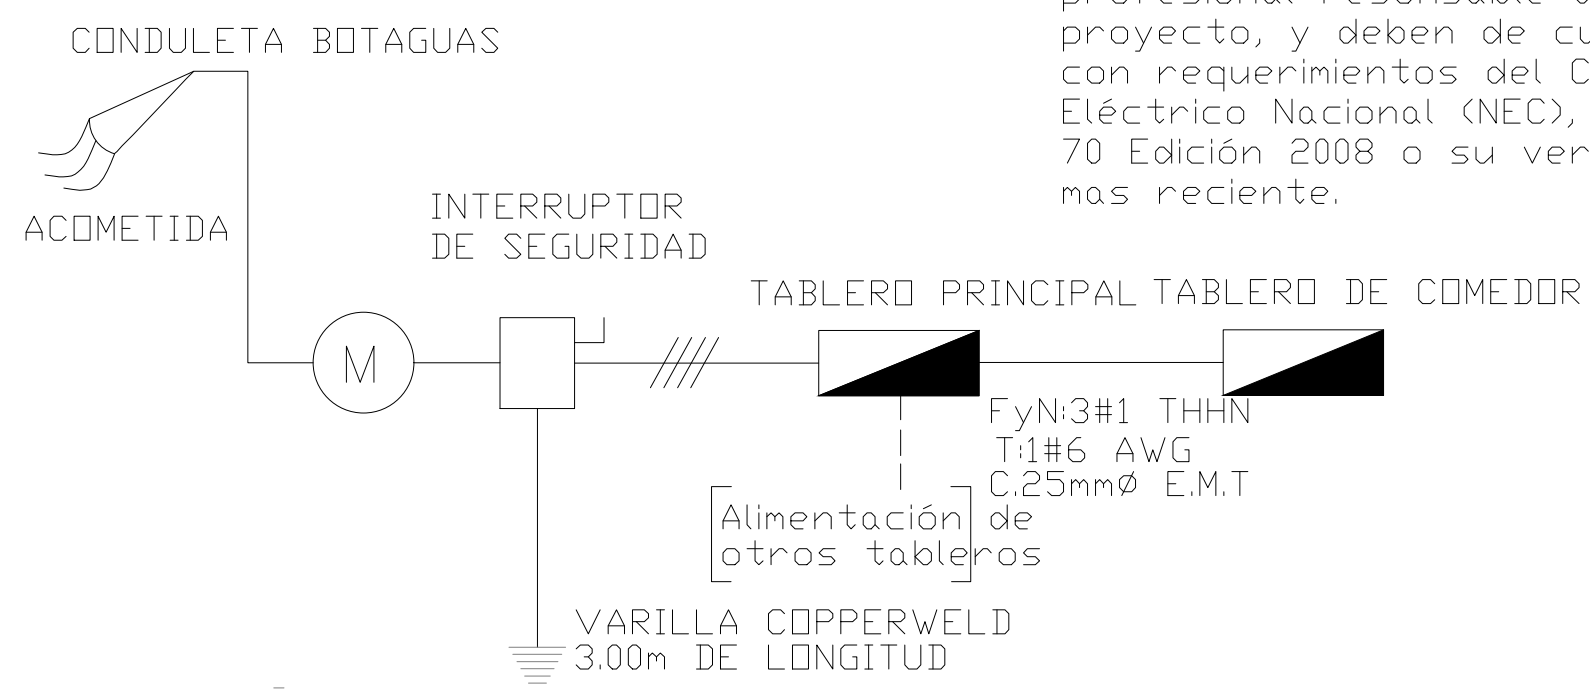 profesional resonsable
proyecto, y deben de cu
con requerimientos del C
Eléctrico Nacional (NEC),
70 Edición 2008 o su ver
mas reciente.
CONDULETA BOTAGUAS
ACOMETIDA
INTERRUPTOR
DE SEGURIDAD
TABLERO PRINCIPAL
TABLERO DE COMEDOR
M
FyN:3#1 THHN
T:1#6 AWG
C.25mmØ E.M.T
Alimentación de
otros tableros
VARILLA COPPERWELD
3.00m DE LONGITUD